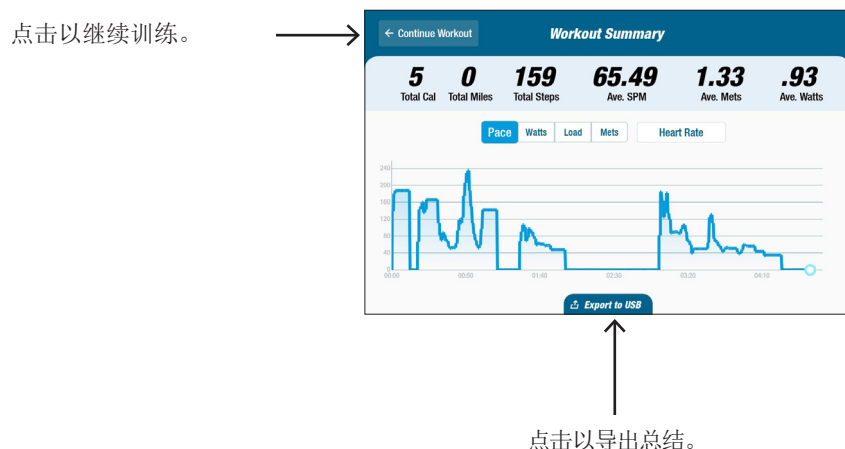 点击以继续训练。
← Continue Workout
Workout Summary
5 0 159 65.49 1.33 .93
Total Cal Total Miles Total Steps Ave. SPM Ave. Mets Ave. Watts
Pace Watts Load Mets Heart Rate
240
200
160
120
80
40
0
00:00 00:50 01:40 02:30 03:20 04:10
Export to USB
点击以导出总结。